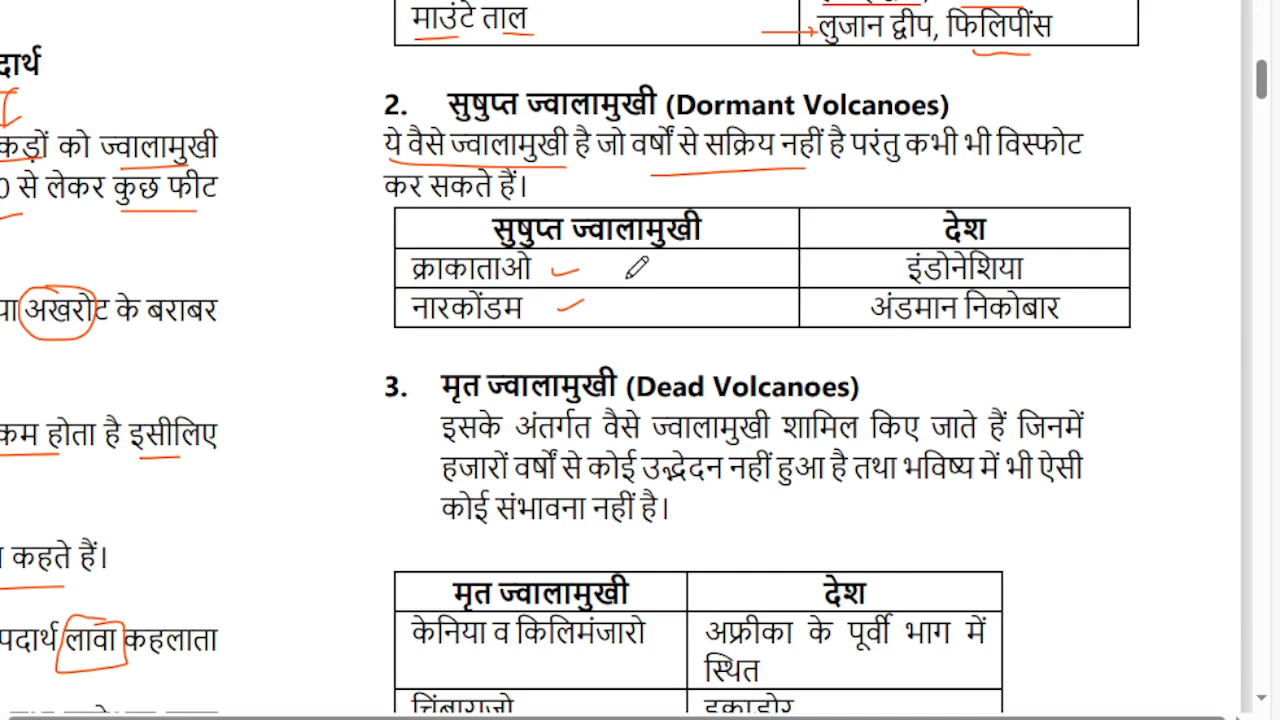 दार्थ
कड़ों को ज्वालामुखी
0 से लेकर कुछ फीट
या अखरोट के बराबर
कम होता है इसीलिए
कहते हैं।
पदार्थ लावा कहलाता
माउंटे ताल
लुजान द्वीप, फिलिपींस
2. सुषुप्त ज्वालामुखी (Dormant Volcanoes)
ये वैसे ज्वालामुखी है जो वर्षों से सक्रिय नहीं है परंतु कभी भी विस्फोट
कर सकते हैं।
सुषुप्त ज्वालामुखी देश
क्राकाताओ इंडोनेशिया
नारकोंडम अंडमान निकोबार
3. मृत ज्वालामुखी (Dead Volcanoes)
इसके अंतर्गत वैसे ज्वालामुखी शामिल किए जाते हैं जिनमें
हजारों वर्षों से कोई उद्भेदन नहीं हुआ है तथा भविष्य में भी ऐसी
कोई संभावना नहीं है।
मृत ज्वालामुखी देश
केनिया व किलिमंजारो अफ्रीका के पूर्वी भाग में
स्थित
चिंबाराजो इक्वाडोर